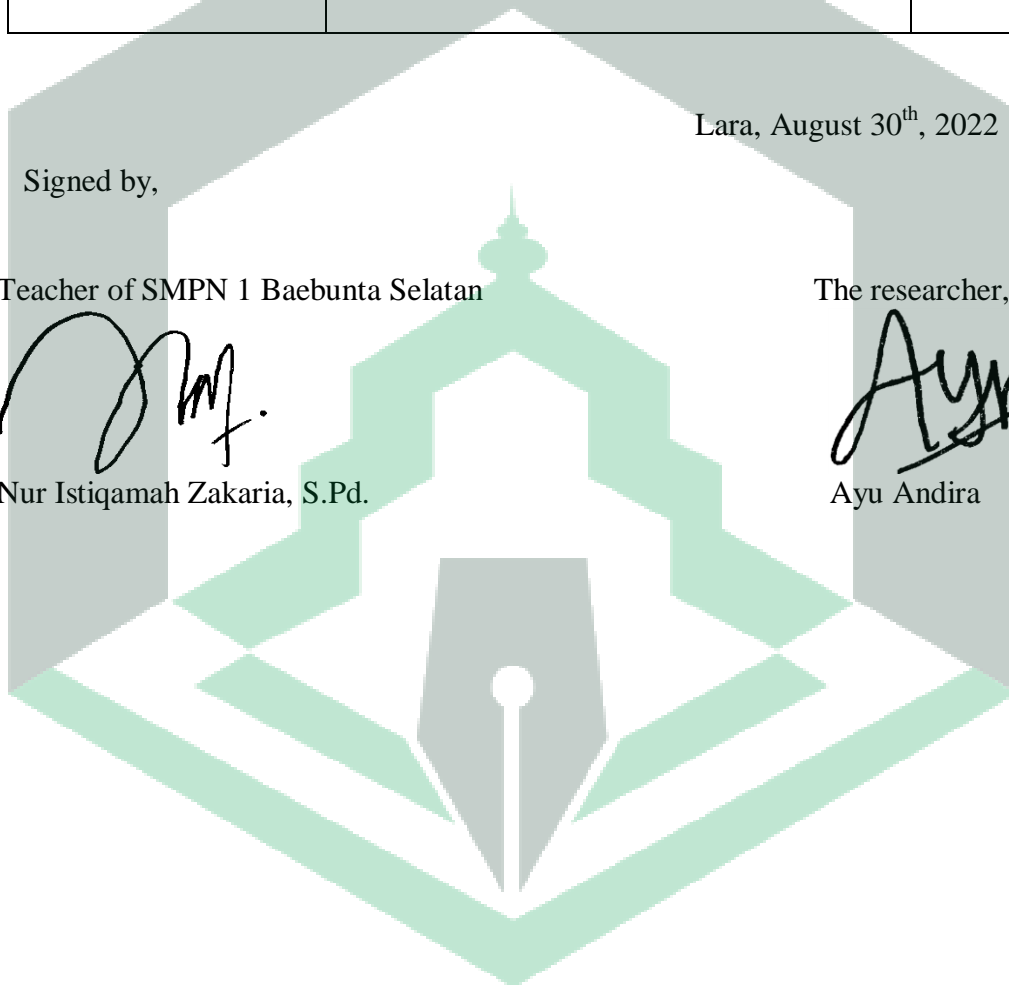 Lara, August 30th, 2022
Signed by,
Teacher of SMPN 1 Baebunta Selatan
The researcher,
Nur Istiqamah Zakaria, S.Pd.
Ayu Andira